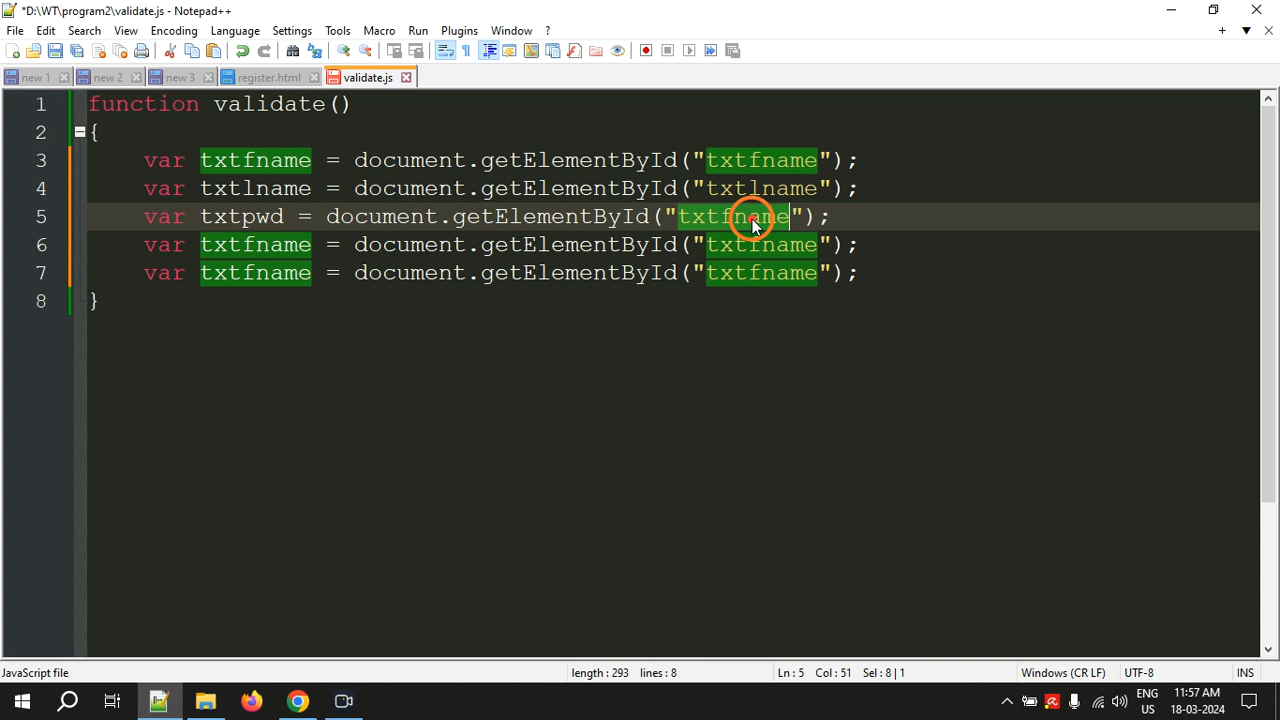 *D:\WT\program2\validate.js - Notepad++
File Edit Search View Encoding Language Settings Tools Macro Run Plugins Window ?
new 1 new 2 new 3 register.html validate.js
1 function validate()
2 {
3 var txtfname = document.getElementById("txtfname");
4 var txtlname = document.getElementById("txtlname");
5 var txtpwd = document.getElementById("txtfname");
6 var txtfname = document.getElementById("txtfname");
7 var txtfname = document.getElementById("txtfname");
8 }
JavaScript file length : 293 lines : 8 Ln : 5 Col : 51 Sel : 8 | 1 Windows (CR LF) UTF-8 INS
ENG 11:57 AM
US 18-03-2024